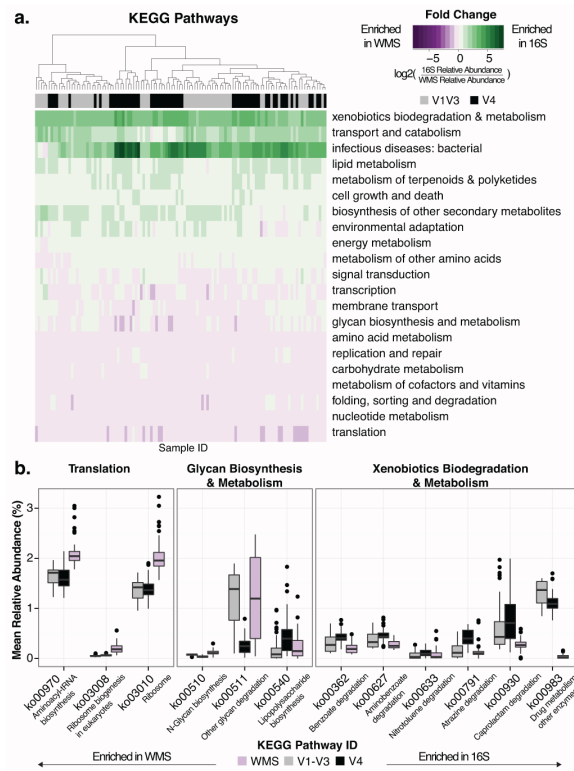 a.
KEGG Pathways
Fold Change
Enriched in WMS
Enriched in 16S
−5 0 5
log2( 16S Relative Abundance / WMS Relative Abundance )
V1V3 V4
xenobiotics biodegradation & metabolism
transport and catabolism
infectious diseases: bacterial
lipid metabolism
metabolism of terpenoids & polyketides
cell growth and death
biosynthesis of other secondary metabolites
environmental adaptation
energy metabolism
metabolism of other amino acids
signal transduction
transcription
membrane transport
glycan biosynthesis and metabolism
amino acid metabolism
replication and repair
carbohydrate metabolism
metabolism of cofactors and vitamins
folding, sorting and degradation
nucleotide metabolism
translation
Sample ID
b.
Translation
Glycan Biosynthesis & Metabolism
Xenobiotics Biodegradation & Metabolism
Mean Relative Abundance (%)
3
2
1
0
ko00970 Aminoacyl-tRNA biosynthesis
ko03008 Ribosome biogenesis in eukaryotes
ko03010 Ribosome
ko00510 N-Glycan biosynthesis
ko00511 Other glycan degradation
ko00540 Lipopolysaccharide biosynthesis
ko00362 Benzoate degradation
ko00627 Aminobenzoate degradation
ko00633 Nitrotoluene degradation
ko00791 Atrazine degradation
ko00930 Caprolactam degradation
ko00983 Drug metabolism other enzymes
KEGG Pathway ID
Enriched in WMS
Enriched in 16S
WMS V1-V3 V4